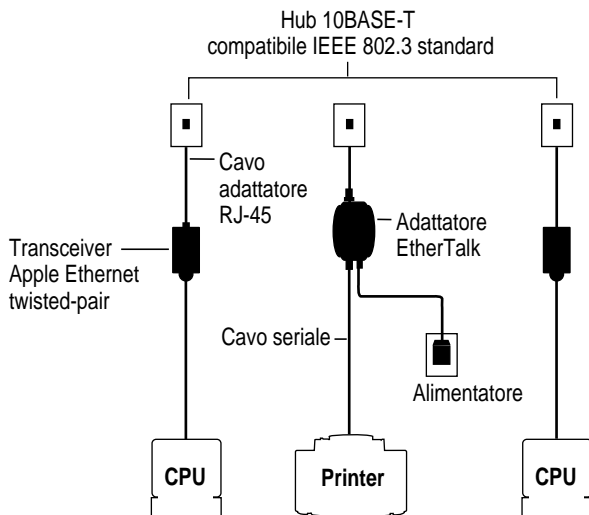 Hub 10BASE-T
compatibile IEEE 802.3 standard
Cavo
adattatore
RJ-45
Adattatore
EtherTalk
Transceiver
Apple Ethernet
twisted-pair
Cavo seriale
Alimentatore
CPU
Printer
CPU